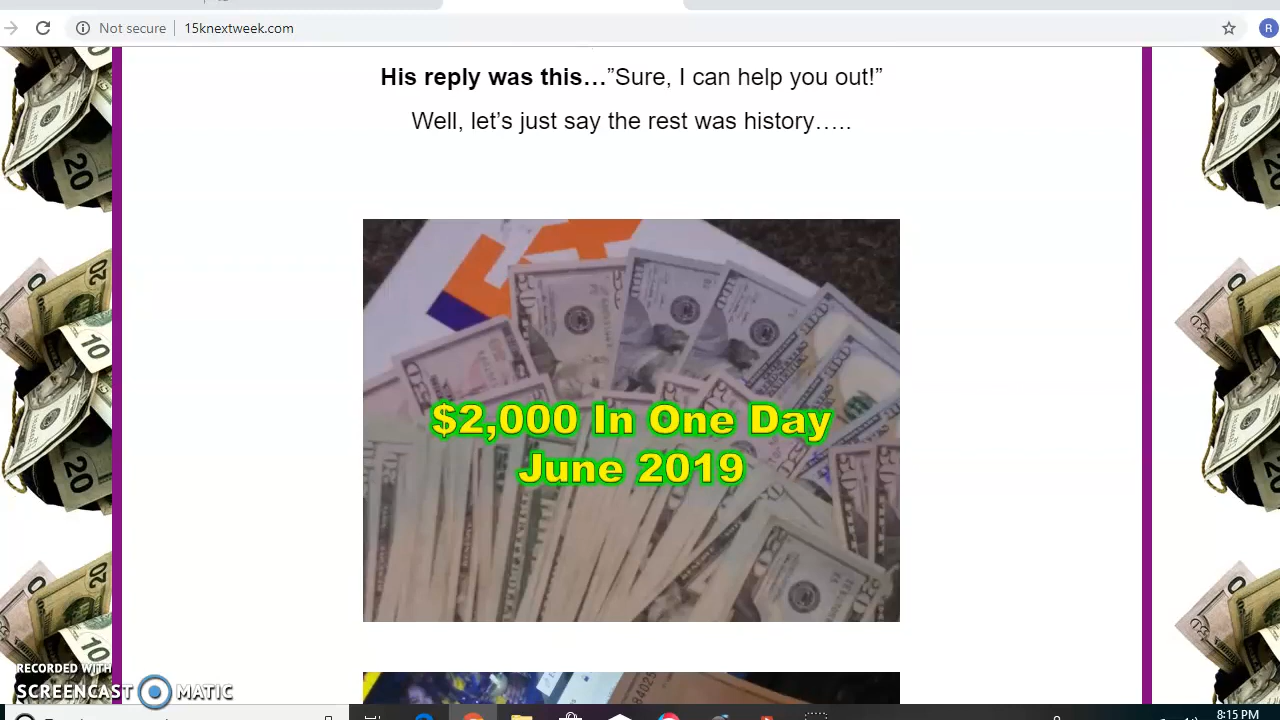 Not secure
15knextweek.com
R
His reply was this…”Sure, I can help you out!”
Well, let’s just say the rest was history…..
$2,000 In One Day
June 2019
RECORDED WITH
SCREENCAST MATIC
8:15 PM